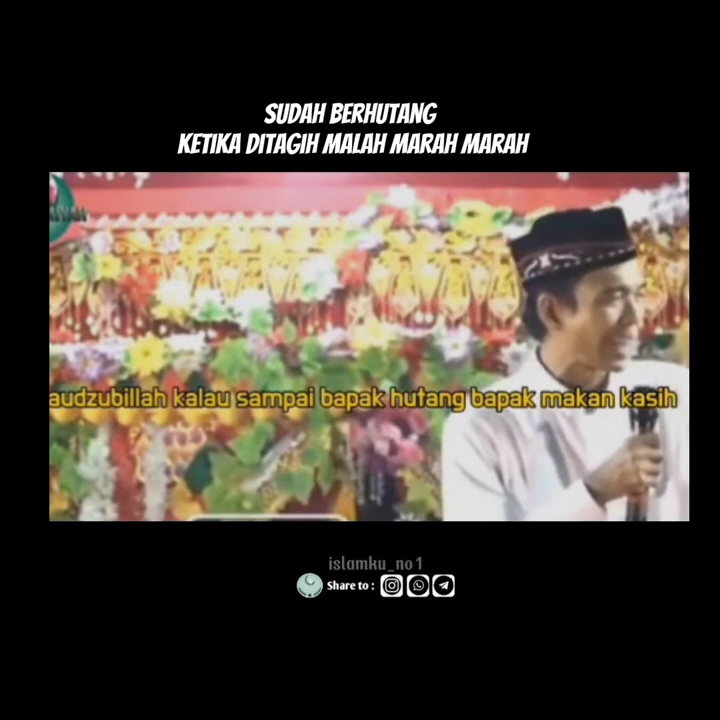 SUDAH BERHUTANG
KETIKA DITAGIH MALAH MARAH MARAH
audzubillah kalau sampai bapak hutang bapak makan kasih
islamku_no1
Share to :